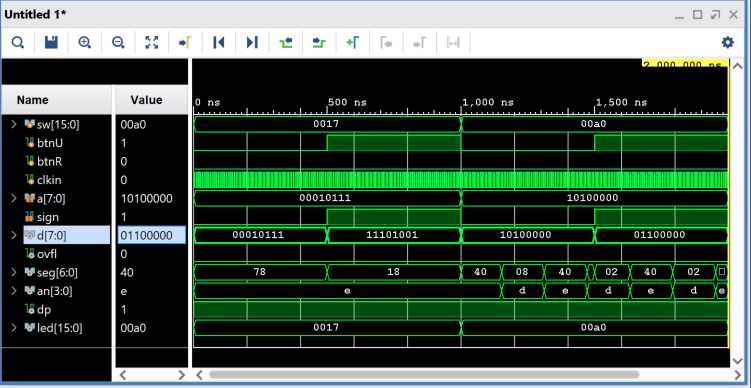 Untitled 1*
2,000.000 ns
Name Value
0 ns 500 ns 1,000 ns 1,500 ns
sw[15:0] 00a0 0017 00a0
btnU 1
btnR 0
clkin 0
a[7:0] 10100000 00010111 10100000
sign 1
d[7:0] 01100000 00010111 11101001 10100000 01100000
ovfl 0
seg[6:0] 40 78 18 40 08 40 02 40 02
an[3:0] e e d e d e d e
dp 1
led[15:0] 00a0 0017 00a0